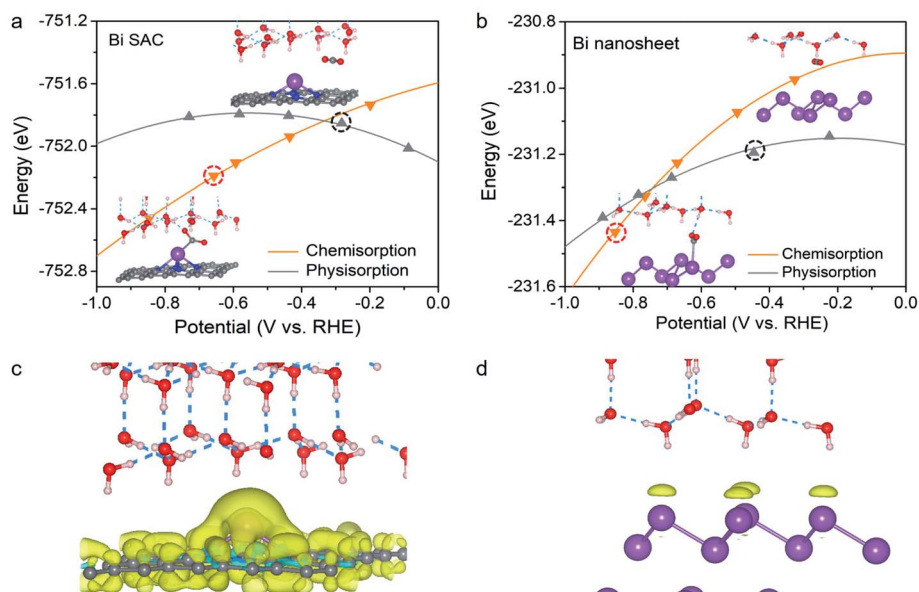 a
Bi SAC
-751.2
-751.6
-752.0
-752.4
-752.8
Energy (eV)
Chemisorption
Physisorption
-1.0 -0.8 -0.6 -0.4 -0.2 0.0
Potential (V vs. RHE)
b
Bi nanosheet
-230.8
-231.0
-231.2
-231.4
-231.6
Energy (eV)
Chemisorption
Physisorption
-1.0 -0.8 -0.6 -0.4 -0.2 0.0
Potential (V vs. RHE)
c
d